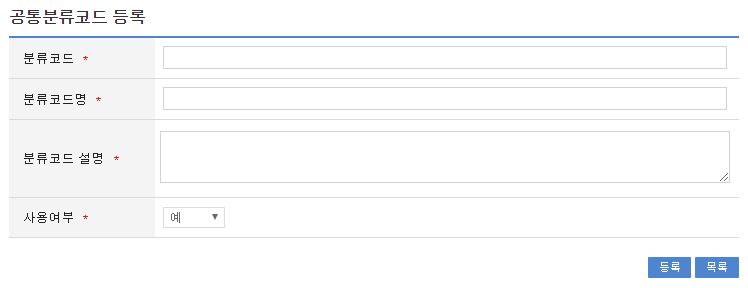 공통분류코드 등록
분류코드 *
분류코드명 *
분류코드 설명 *
사용여부 * 예 ▼
등록 목록